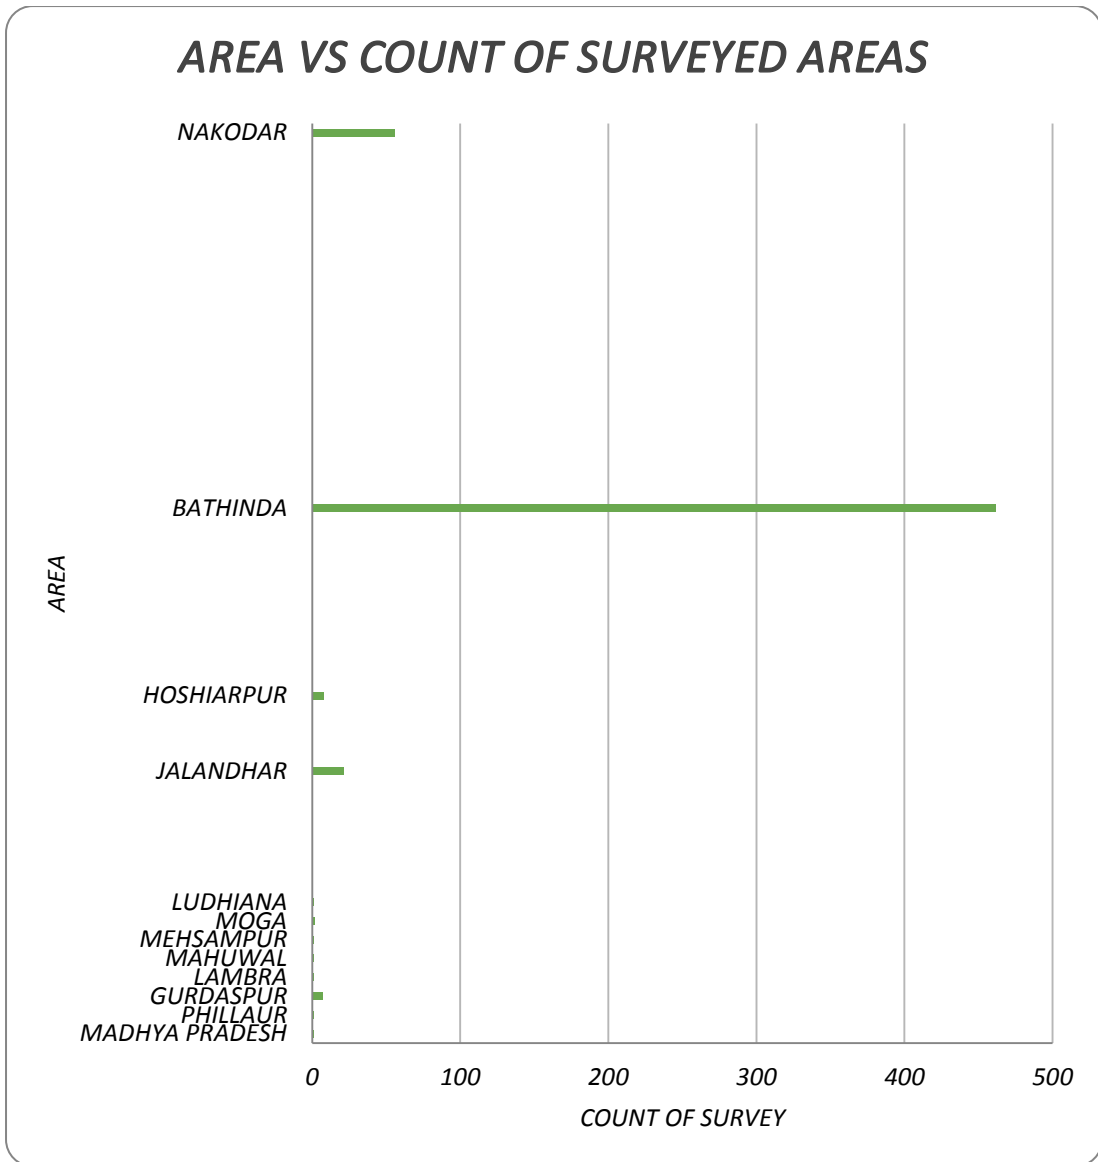 AREA VS COUNT OF SURVEYED AREAS
NAKODAR
BATHINDA
AREA
HOSHIARPUR
JALANDHAR
LUDHIANA
MOGA
MEHSAMPUR
MAHUWAL
LAMBRA
GURDASPUR
PHILLAUR
MADHYA PRADESH
0 100 200 300 400 500
COUNT OF SURVEY